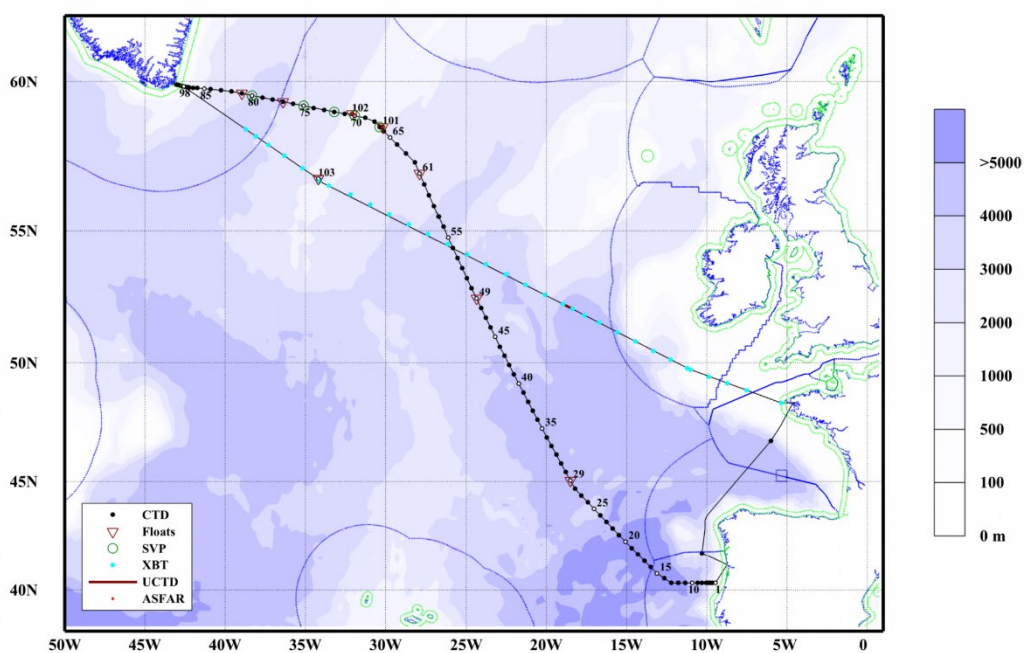 60N
55N
50N
45N
40N
50W
45W
40W
35W
30W
25W
20W
15W
10W
5W
0
98
85
80
75
102
70
101
65
61
103
55
49
45
40
35
29
25
20
15
10
1
CTD
Floats
SVP
XBT
UCTD
ASFAR
>5000
4000
3000
2000
1000
500
100
0 m